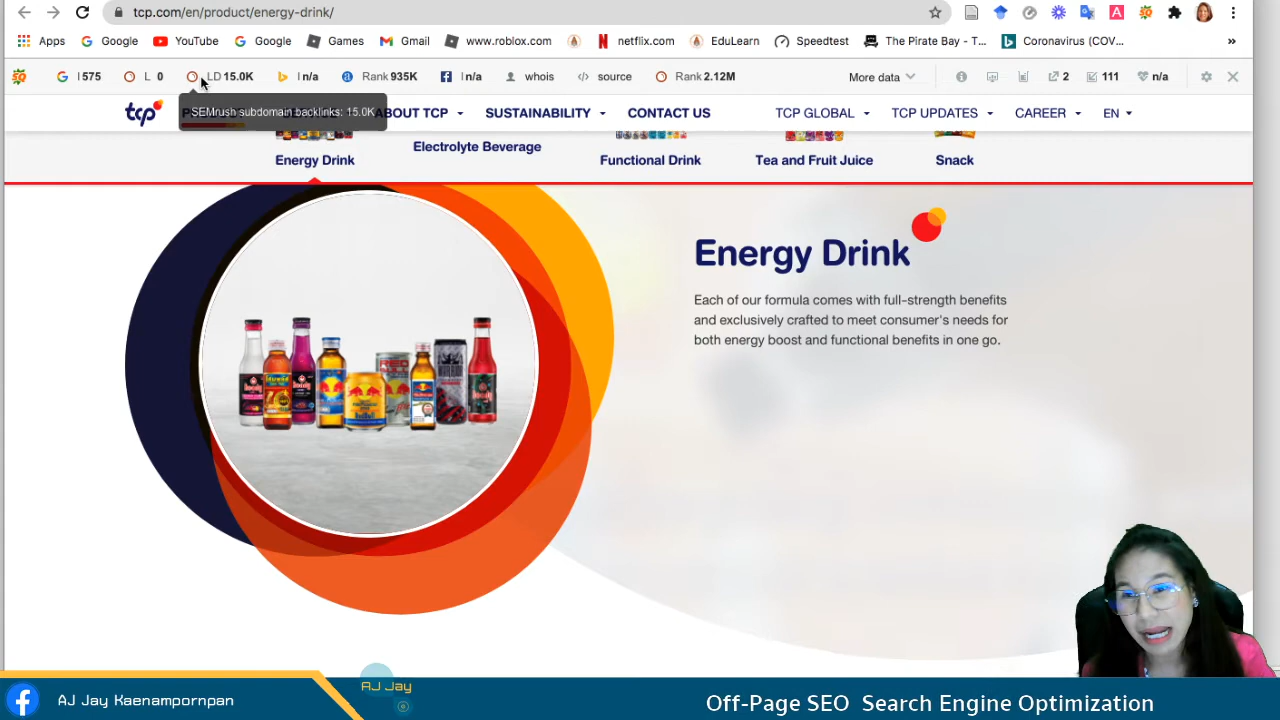 tcp.com/en/product/energy-drink/
Apps Google YouTube Google Games Gmail www.roblox.com netflix.com EduLearn Speedtest The Pirate Bay - T... Coronavirus (COV... »
SQ I 575 L 0 LD 15.0K I n/a Rank 935K I n/a whois source Rank 2.12M More data 2 111 n/a
tcp ABOUT TCP SUSTAINABILITY CONTACT US TCP GLOBAL TCP UPDATES CAREER EN
SEMrush subdomain backlinks: 15.0K
Energy Drink Electrolyte Beverage Functional Drink Tea and Fruit Juice Snack
Energy Drink
Each of our formula comes with full-strength benefits
and exclusively crafted to meet consumer's needs for
both energy boost and functional benefits in one go.
RED BULL
AJ Jay Kaenampornpan
AJ Jay
Off-Page SEO Search Engine Optimization